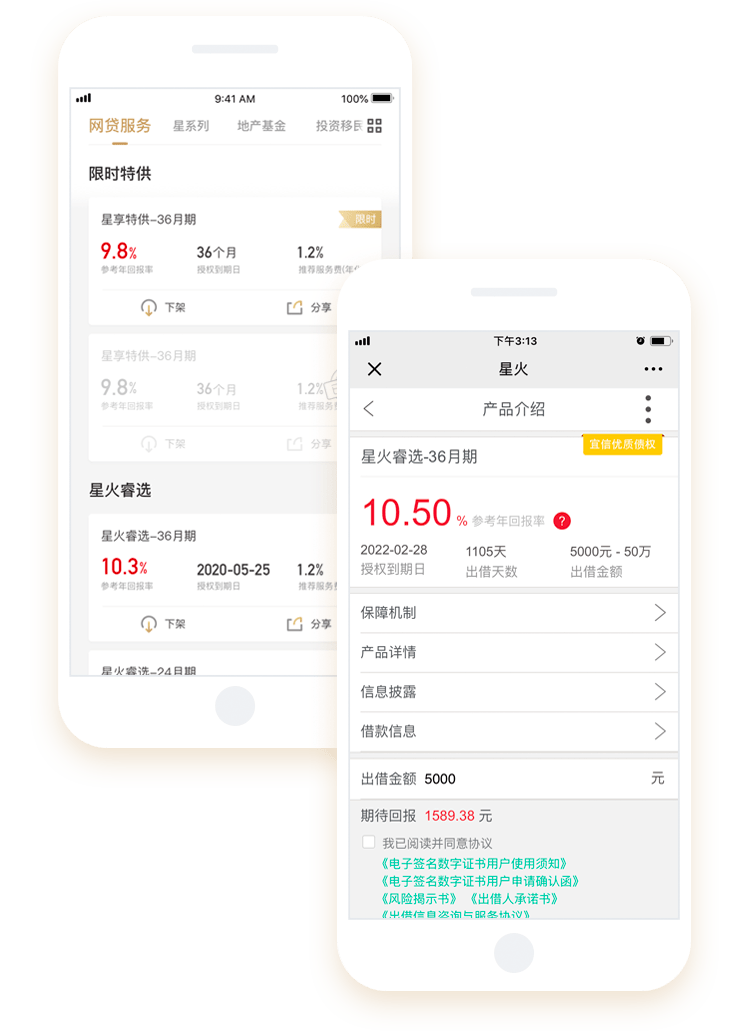 9:41 AM 100%
网贷服务 星系列 地产基金 投资移民
限时特供
星享特供-36月期 限时
9.8% 36个月 1.2%
参考年回报率 授权到期日 推荐服务费(年
下架 分享
星享特供-36月期
9.8% 36个月 1.2%
参考年回报率 授权到期日 推荐服务
下架 分享
星火睿选
星火睿选-36月期
10.3% 2020-05-25 1.2%
参考年回报率 授权到期日 推荐服务
下架 分享
星火睿选-24月期
下午3:13
星火
产品介绍
宜信优质债权
星火睿选-36月期
10.50 % 参考年回报率 ?
2022-02-28 1105天 5000元 - 50万
授权到期日 出借天数 出借金额
保障机制
产品详情
信息披露
借款信息
出借金额 5000 元
期待回报 1589.38 元
我已阅读并同意协议
《电子签名数字证书用户使用须知》
《电子签名数字证书用户申请确认函》
《风险揭示书》 《出借人承诺书》
《出借信息咨询与服务协议》